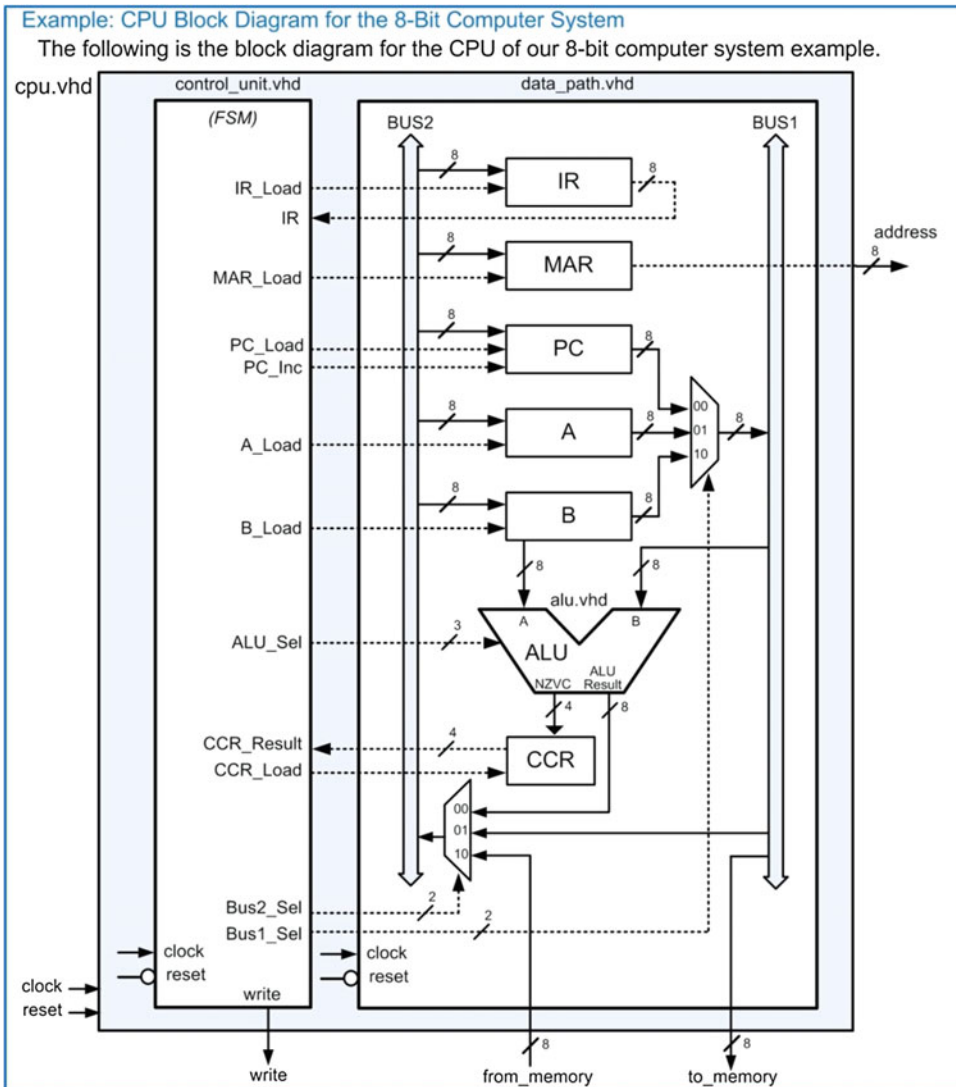 Example: CPU Block Diagram for the 8-Bit Computer System
The following is the block diagram for the CPU of our 8-bit computer system example.
cpu.vhd
control_unit.vhd
data_path.vhd
(FSM)
BUS2
BUS1
8
IR
8
IR_Load
IR
address
8
MAR
8
MAR_Load
8
PC
8
PC_Load
PC_Inc
00
01
10
8
8
A
8
A_Load
8
B
8
B_Load
8
8
alu.vhd
A
B
ALU_Sel
3
ALU
NZVC
ALU
Result
4
8
CCR_Result
4
CCR
CCR_Load
00
01
10
Bus2_Sel
2
Bus1_Sel
2
clock
reset
clock
reset
clock
reset
write
8
8
write
from_memory
to_memory